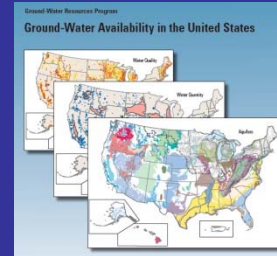 Ground-Water Resources Program
Ground-Water Availability in the United States
Water Quality
Water Quantity
Aquifers